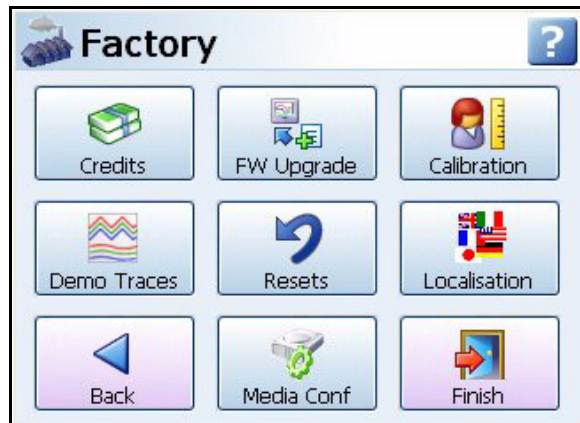 Factory
?
Credits
FW Upgrade
Calibration
Demo Traces
Resets
Localisation
Back
Media Conf
Finish